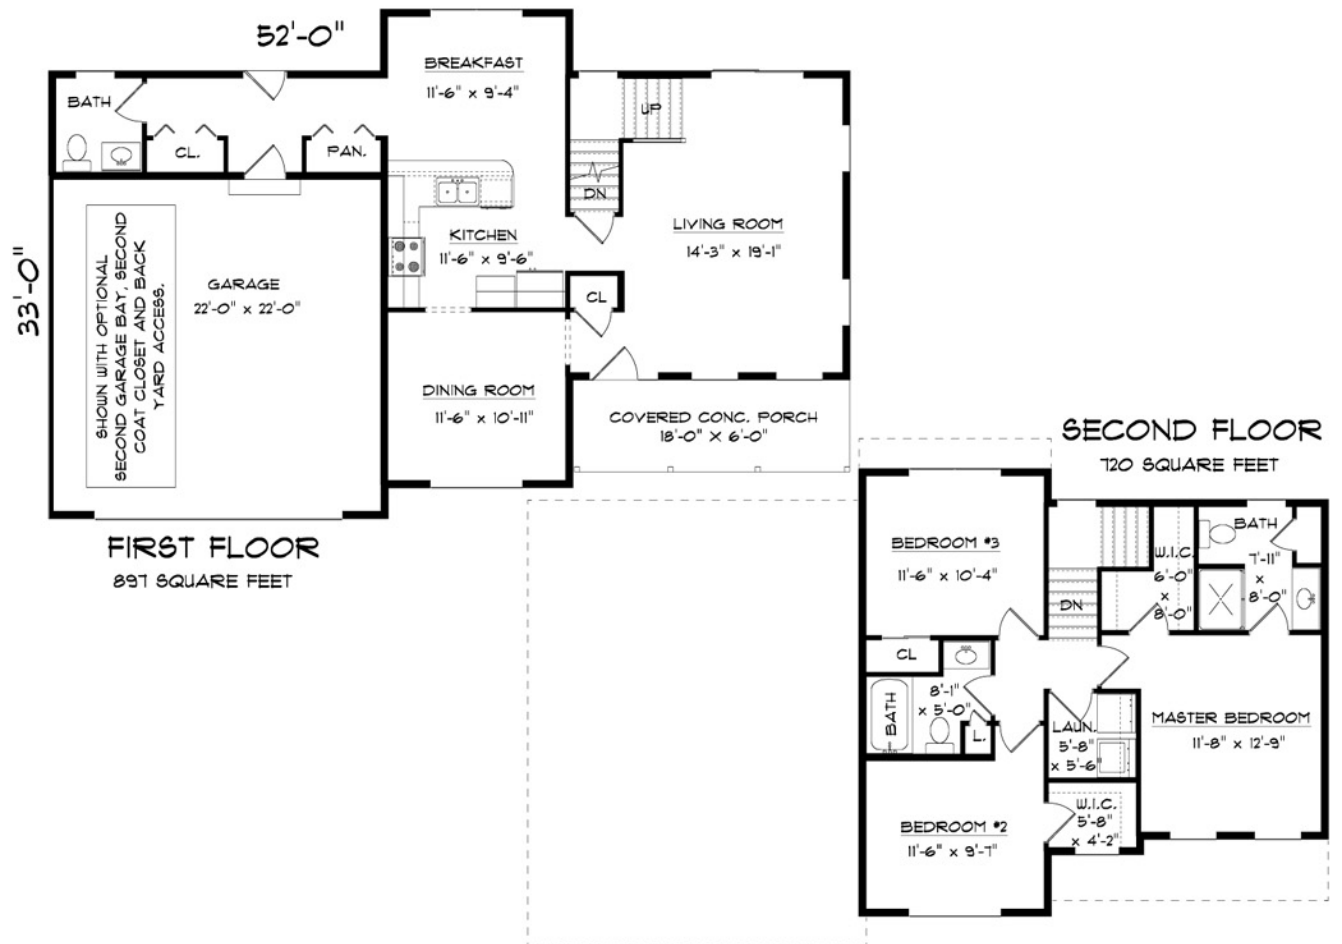 52'-0"
33'-0"
BATH
CL.
PAN.
BREAKFAST
11'-6" x 9'-4"
UP
DN
KITCHEN
11'-6" x 9'-6"
LIVING ROOM
14'-3" x 19'-1"
CL
GARAGE
22'-0" x 22'-0"
SHOWN WITH OPTIONAL
SECOND GARAGE BAY, SECOND
COAT CLOSET AND BACK
YARD ACCESS.
DINING ROOM
11'-6" x 10'-11"
COVERED CONC. PORCH
18'-0" X 6'-0"
FIRST FLOOR
897 SQUARE FEET
SECOND FLOOR
720 SQUARE FEET
BEDROOM #3
11'-6" x 10'-4"
DN
W.I.C.
6'-0"
x
8'-0"
BATH
7'-11"
x
8'-0"
CL
BATH
8'-1"
x 5'-0"
L.
LAUN.
5'-8"
x 5'-6"
MASTER BEDROOM
11'-8" x 12'-9"
W.I.C.
5'-8"
x 4'-2"
BEDROOM #2
11'-6" x 9'-7"